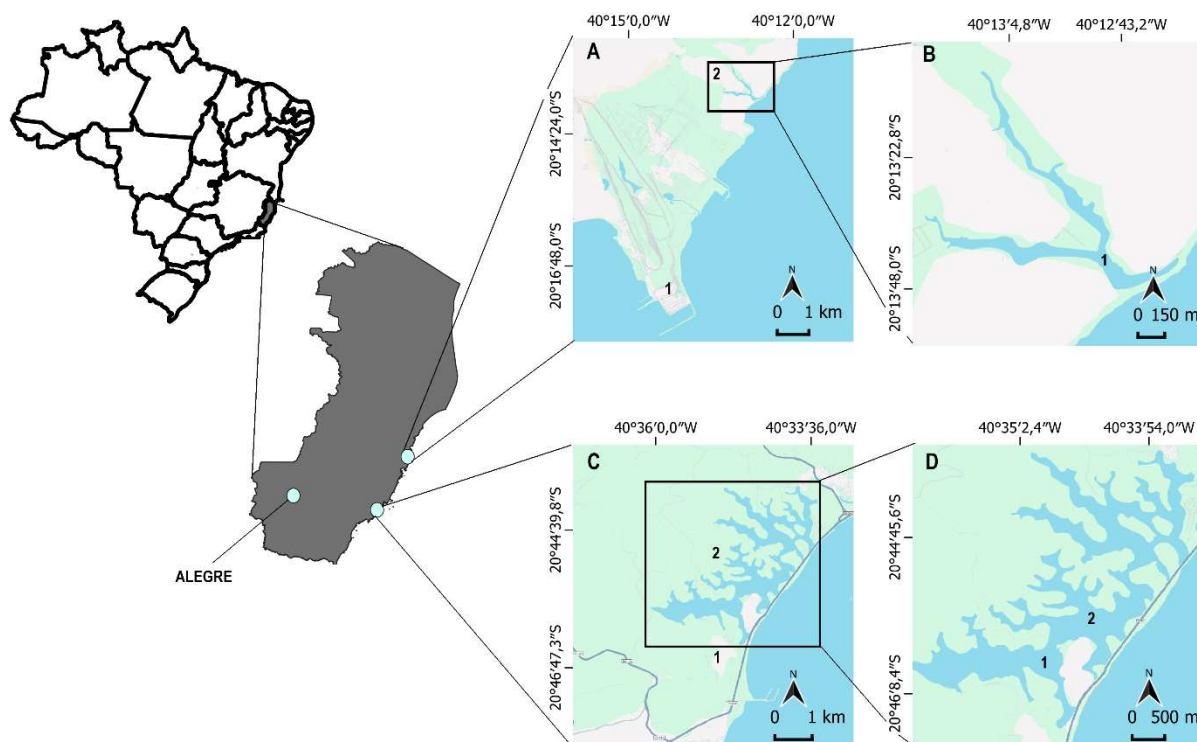 40°15'0,0"W
40°12'0,0"W
A
2
20°14'24,0"S
20°16'48,0"S
1
N
0 1 km
40°13'4,8"W
40°12'43,2"W
B
20°13'22,8"S
20°13'48,0"S
1
N
0 150 m
ALEGRE
40°36'0,0"W
40°33'36,0"W
C
20°44'39,8"S
20°46'47,3"S
2
1
N
0 1 km
40°35'2,4"W
40°33'54,0"W
D
20°44'45,6"S
20°46'8,4"S
2
1
N
0 500 m